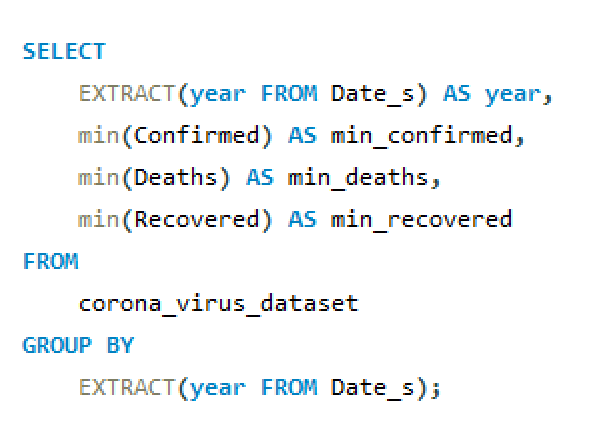 SELECT
EXTRACT(year FROM Date_s) AS year,
min(Confirmed) AS min_confirmed,
min(Deaths) AS min_deaths,
min(Recovered) AS min_recovered
FROM
corona_virus_dataset
GROUP BY
EXTRACT(year FROM Date_s);